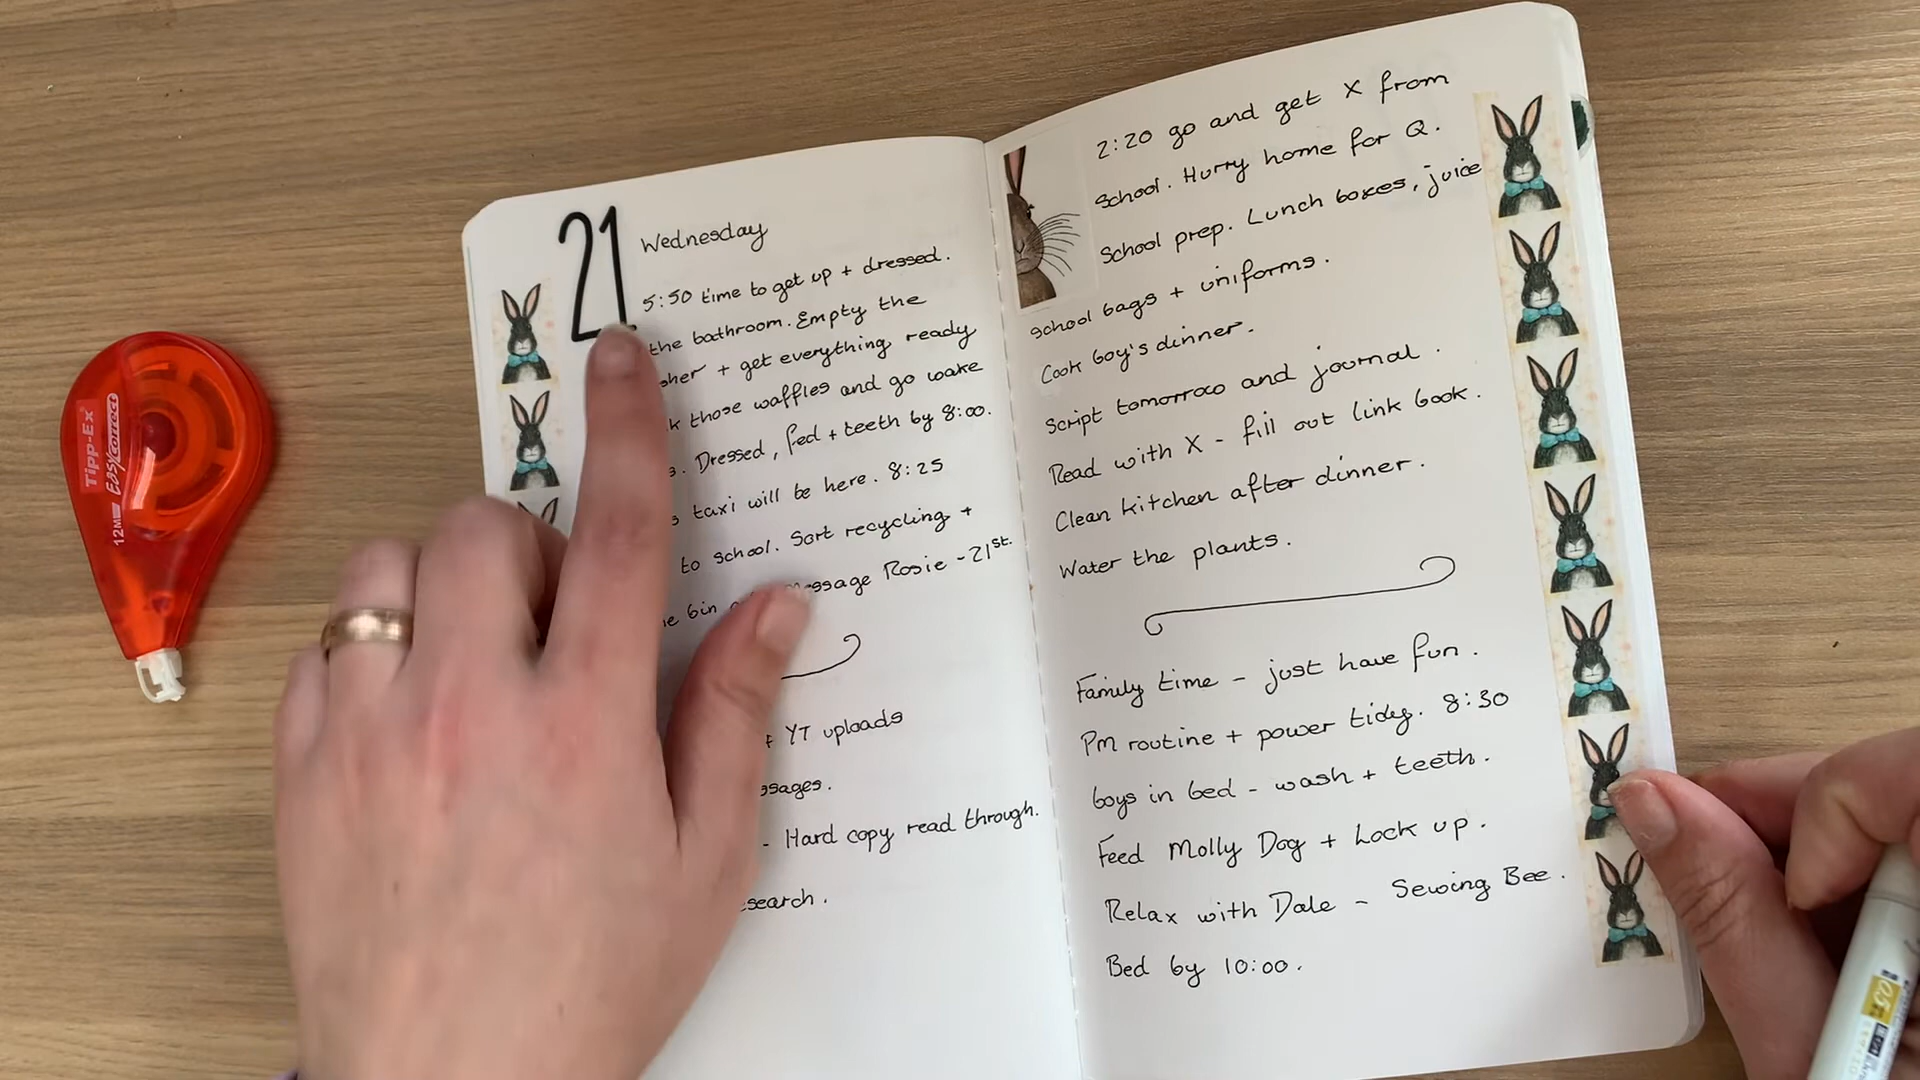 Tipp-Ex
EASYcorrect
12M
21
Wednesday
5:50 time to get up + dressed.
the bathroom. Empty the
+ get everything ready
those waffles and go wake
Dressed, fed + teeth by 8:00.
taxi will be here. 8:25
to school. Sort recycling +
bin Rosie - 21st.
+ YT uploads
- Hard copy read through.
2:20 go and get X from
School. Hurry home for Q.
School prep. Lunch boxes, juice
School bags + uniforms.
Cook boy's dinner.
Script tomorrow and journal.
Read with X - fill out link book.
Clean kitchen after dinner.
Water the plants.
Family time - just have fun.
Pm routine + power tidy. 8:30
boys in bed - wash + teeth.
Feed Molly Dog + Lock up.
Relax with Dale - Sewing Bee.
Bed by 10:00.
05